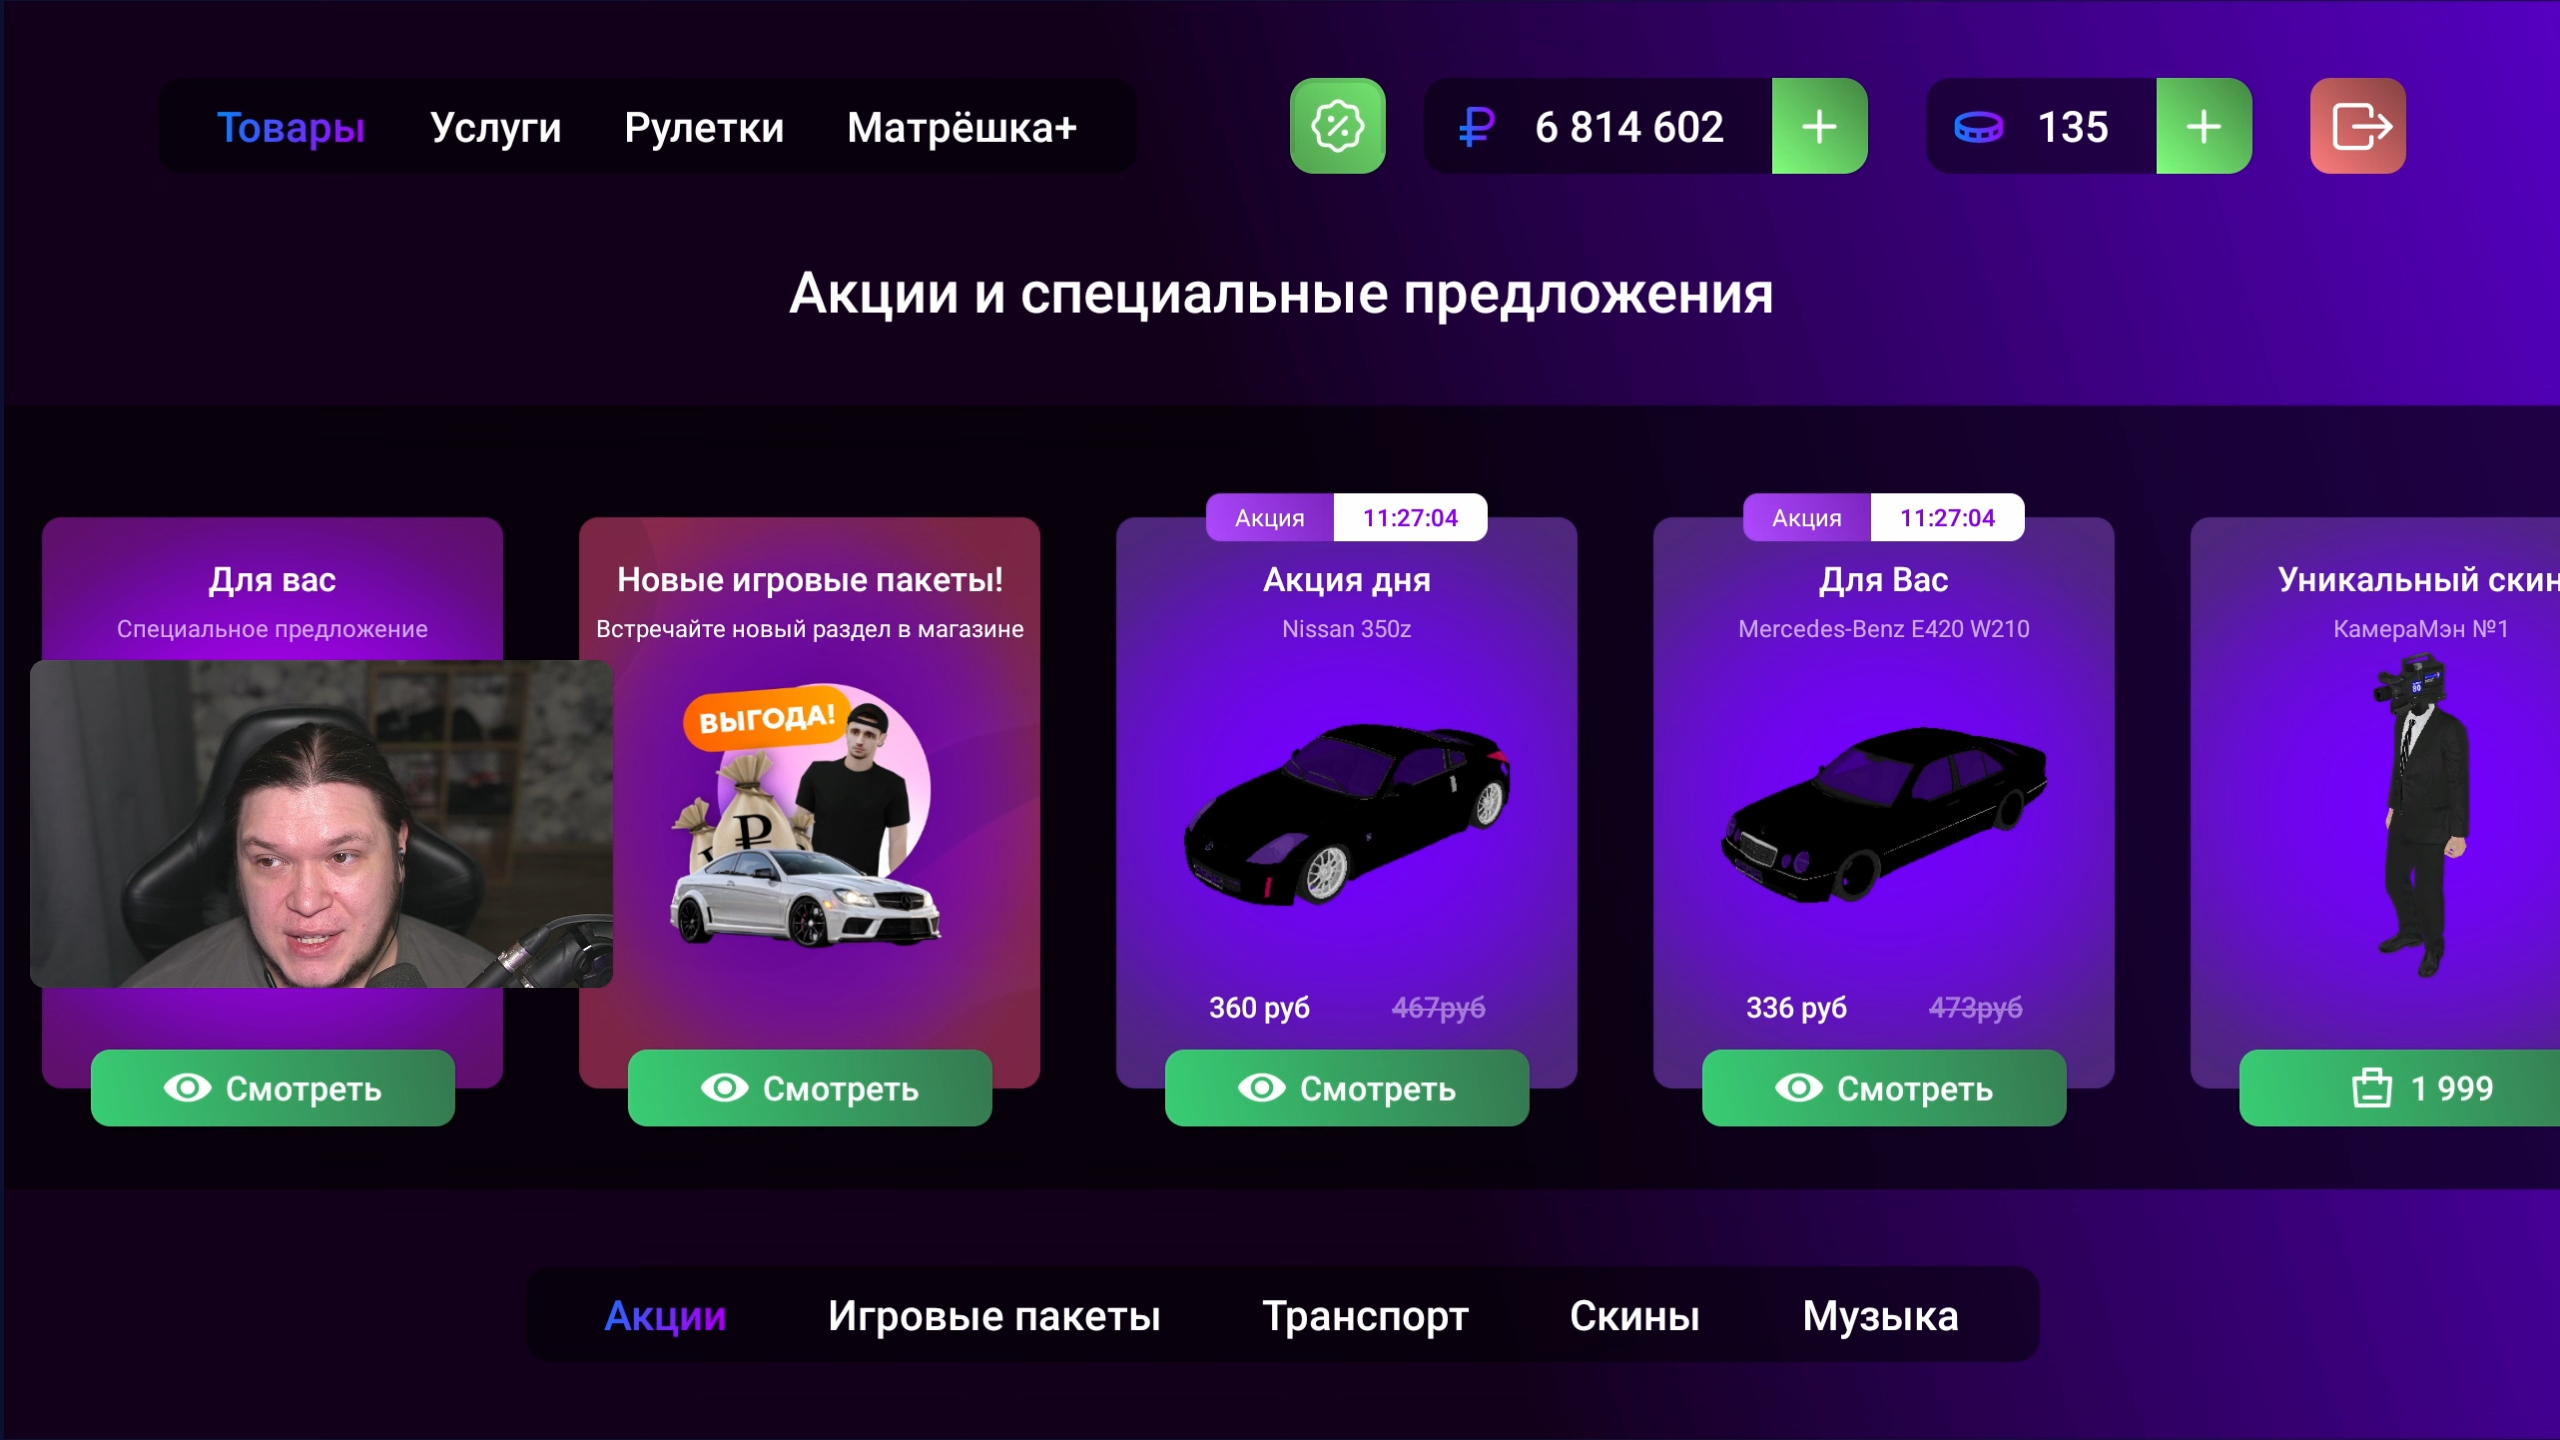 Товары Услуги Рулетки Матрёшка+ ₽ 6 814 602 + 135 +
Акции и специальные предложения
Для вас
Специальное предложение
Смотреть
Новые игровые пакеты!
Встречайте новый раздел в магазине
ВЫГОДА!
₽
Смотреть
Акция 11:27:04
Акция дня
Nissan 350z
360 руб 467руб
Смотреть
Акция 11:27:04
Для Вас
Mercedes-Benz E420 W210
336 руб 473руб
Смотреть
Уникальный скин
КамераМэн №1
80
1 999
Акции Игровые пакеты Транспорт Скины Музыка